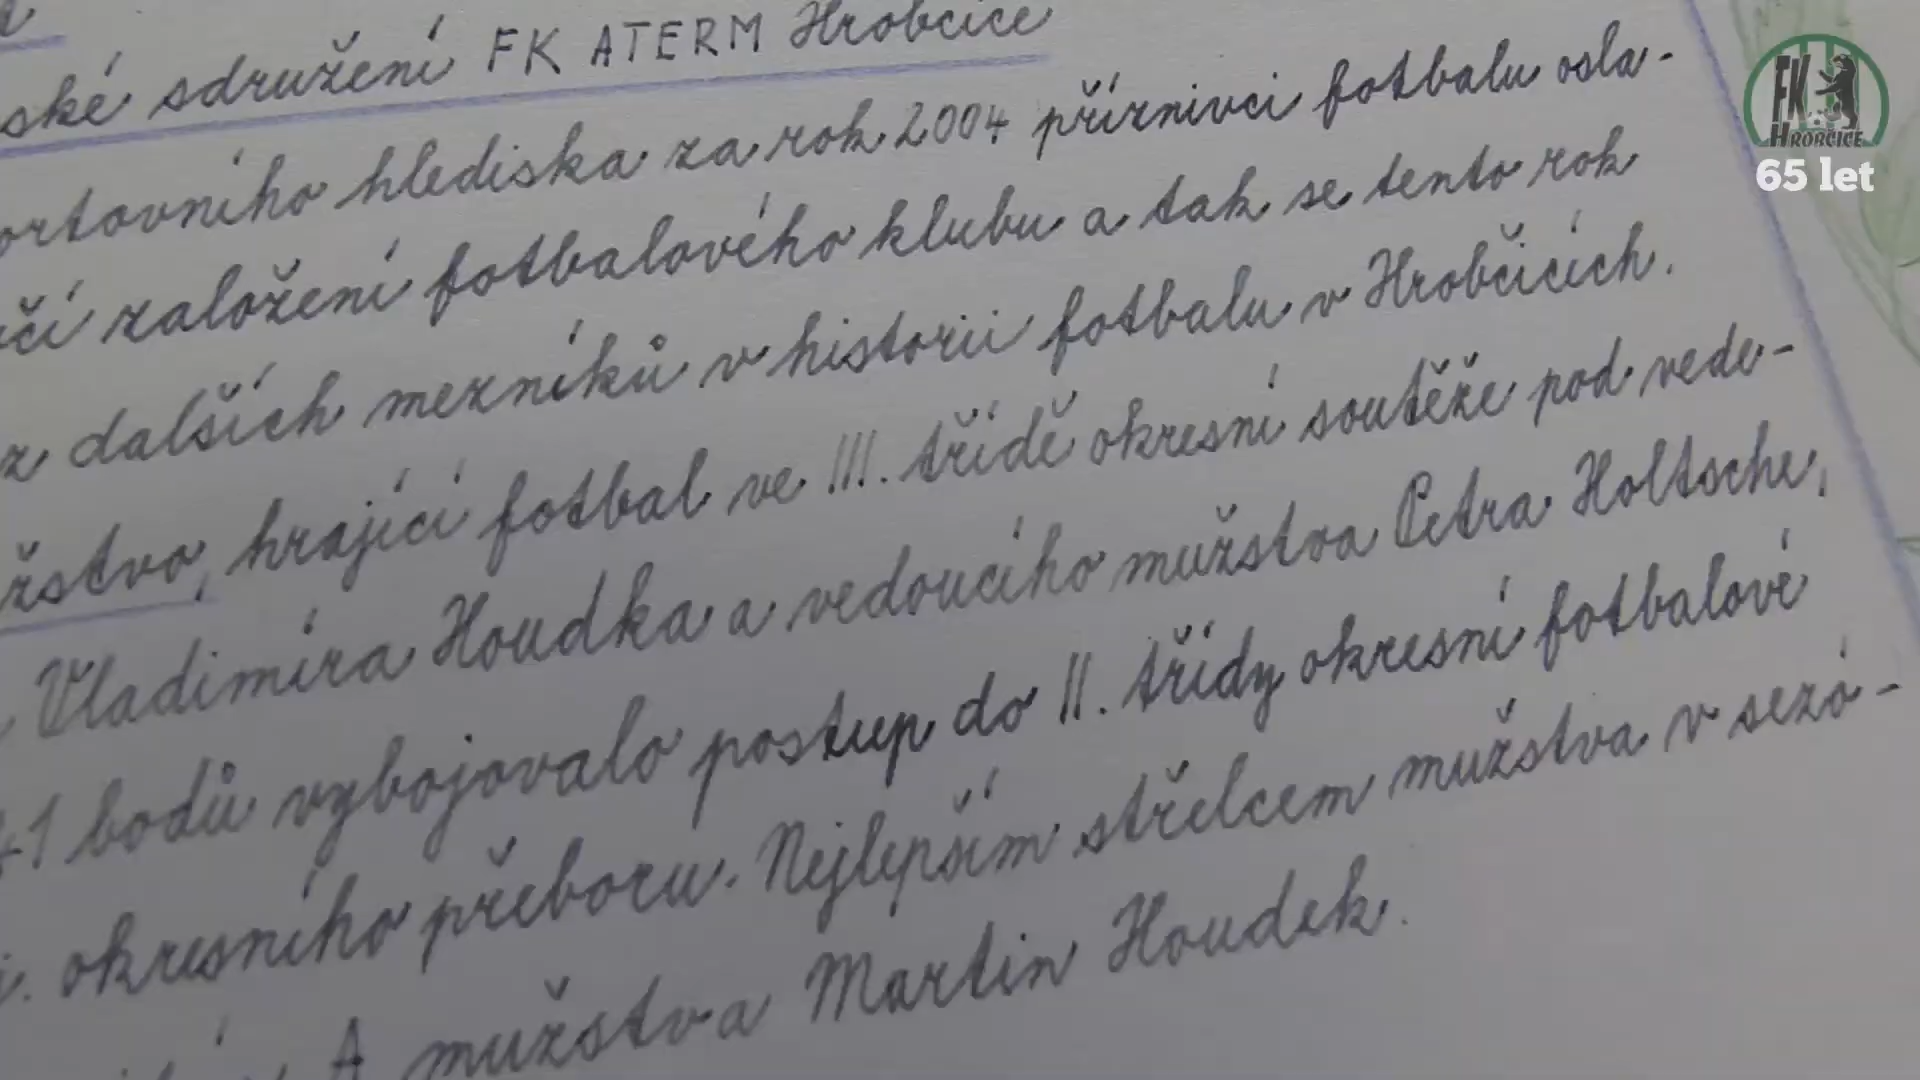 ské sdružení FK ATERM Hrobčice
ortovního hlediska za rok 2004 příznivci fotbalu osla-
čí založení fotbalového klubu a tak se tento rok
z dalších mezníků v historii fotbalu v Hrobčicích.
žstvo, hrající fotbal ve III. třídě okresní soutěže pod vede-
Vladimíra Houdka a vedoucího mužstva Petra Holtsche,
41 bodů vybojovalo postup do II. třídy okresní fotbalové
j. okresního přeboru. Nejlepším střelcem mužstva v sezó-
A mužstva Martin Houdek.
FK
HROBČICE
65 let